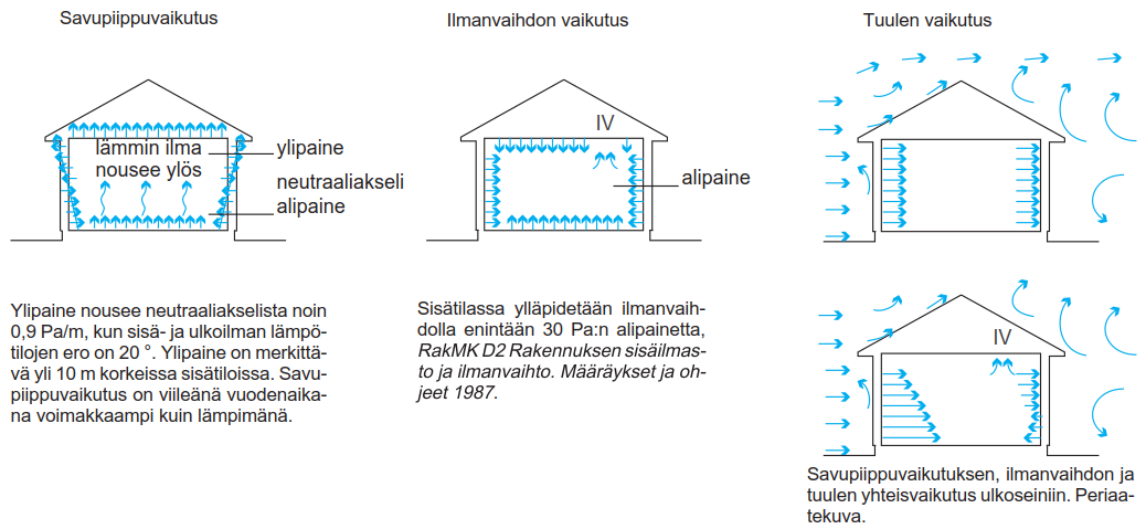 Savupiippuvaikutus
lämmin ilma
nousee ylös
ylipaine
neutraaliakseli
alipaine
Ylipaine nousee neutraaliakselista noin
0,9 Pa/m, kun sisä- ja ulkoilman lämpö-
tilojen ero on 20 °. Ylipaine on merkittä-
vä yli 10 m korkeissa sisätiloissa. Savu-
piippuvaikutus on viileänä vuodenaika-
na voimakkaampi kuin lämpimänä.
Ilmanvaihdon vaikutus
IV
alipaine
Sisätilassa ylläpidetään ilmanvaih-
dolla enintään 30 Pa:n alipainetta,
RakMK D2 Rakennuksen sisäilmas-
to ja ilmanvaihto. Määräykset ja oh-
jeet 1987.
Tuulen vaikutus
IV
Savupiippuvaikutuksen, ilmanvaihdon ja
tuulen yhteisvaikutus ulkoseiniin. Periaa-
tekuva.